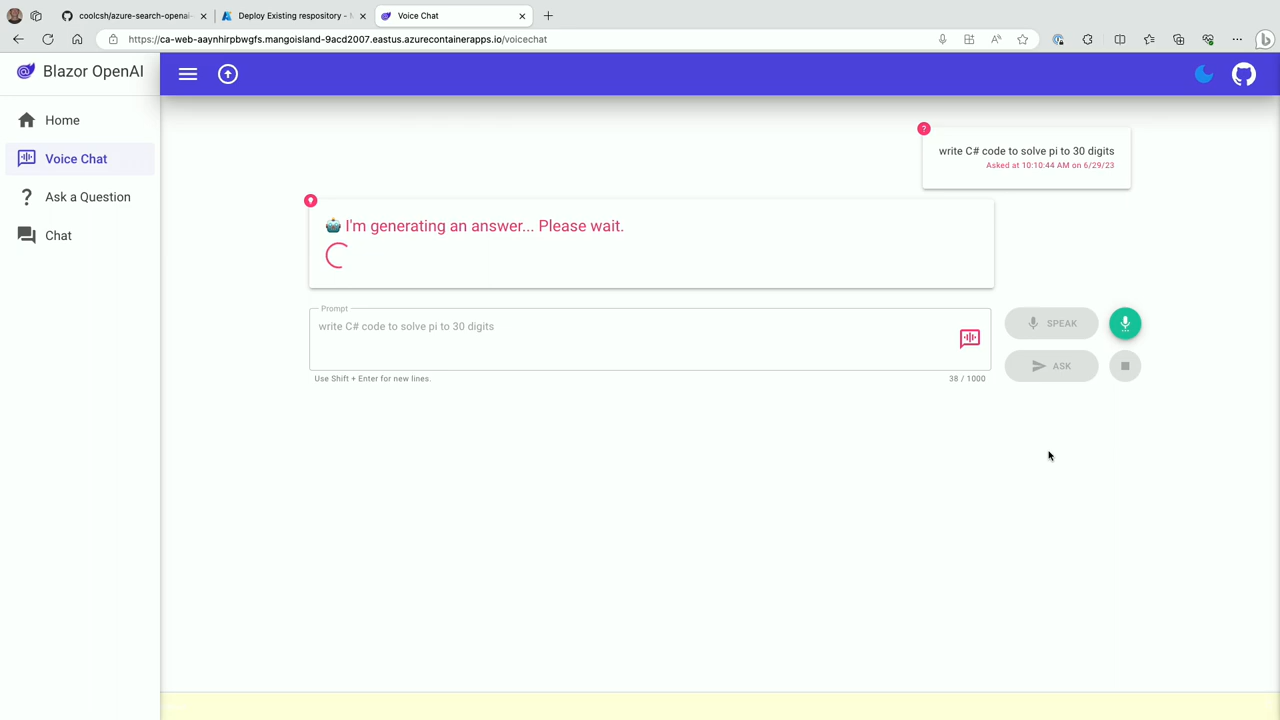 coolcsh/azure-search-openai-
Deploy Existing respository - M
Voice Chat
https://ca-web-aaynhirpbwgfs.mangoisland-9acd2007.eastus.azurecontainerapps.io/voicechat
Blazor OpenAI
Home
Voice Chat
Ask a Question
Chat
?
write C# code to solve pi to 30 digits
Asked at 10:10:44 AM on 6/29/23
I'm generating an answer... Please wait.
Prompt
write C# code to solve pi to 30 digits
Use Shift + Enter for new lines.
38 / 1000
SPEAK
ASK